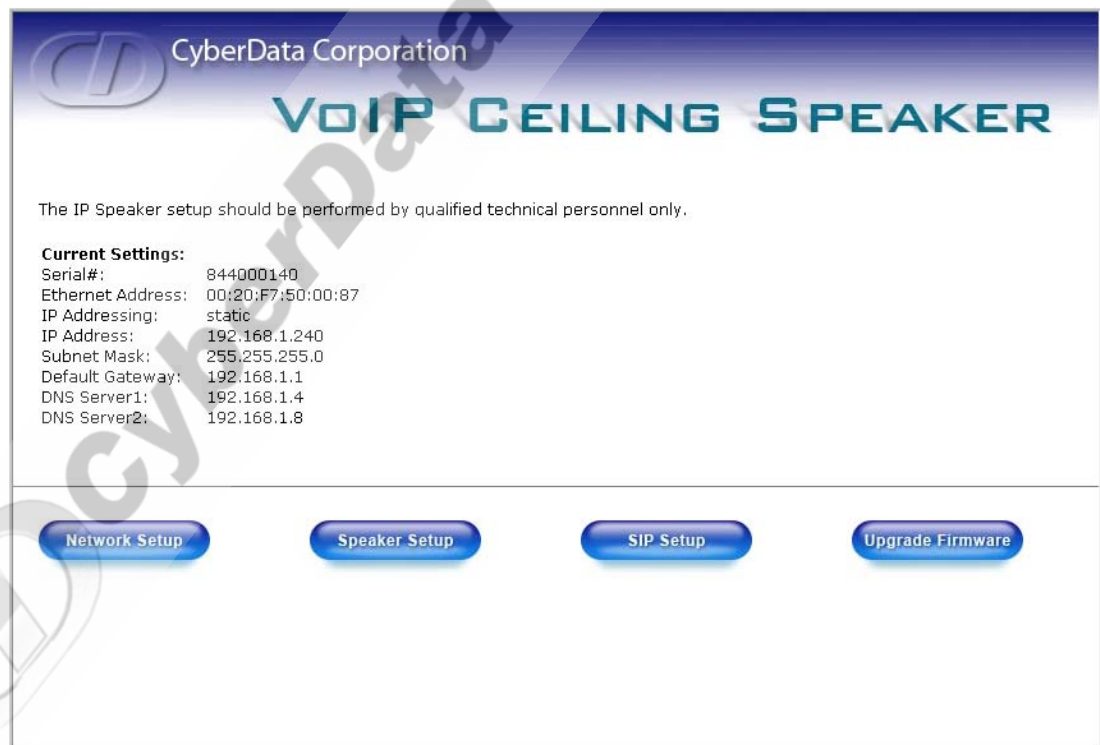 CyberData Corporation
VoIP Ceiling Speaker
The IP Speaker setup should be performed by qualified technical personnel only.
Current Settings:
Serial#: 844000140
Ethernet Address: 00:20:F7:50:00:87
IP Addressing: static
IP Address: 192.168.1.240
Subnet Mask: 255.255.255.0
Default Gateway: 192.168.1.1
DNS Server1: 192.168.1.4
DNS Server2: 192.168.1.8
Network Setup
Speaker Setup
SIP Setup
Upgrade Firmware
CyberData